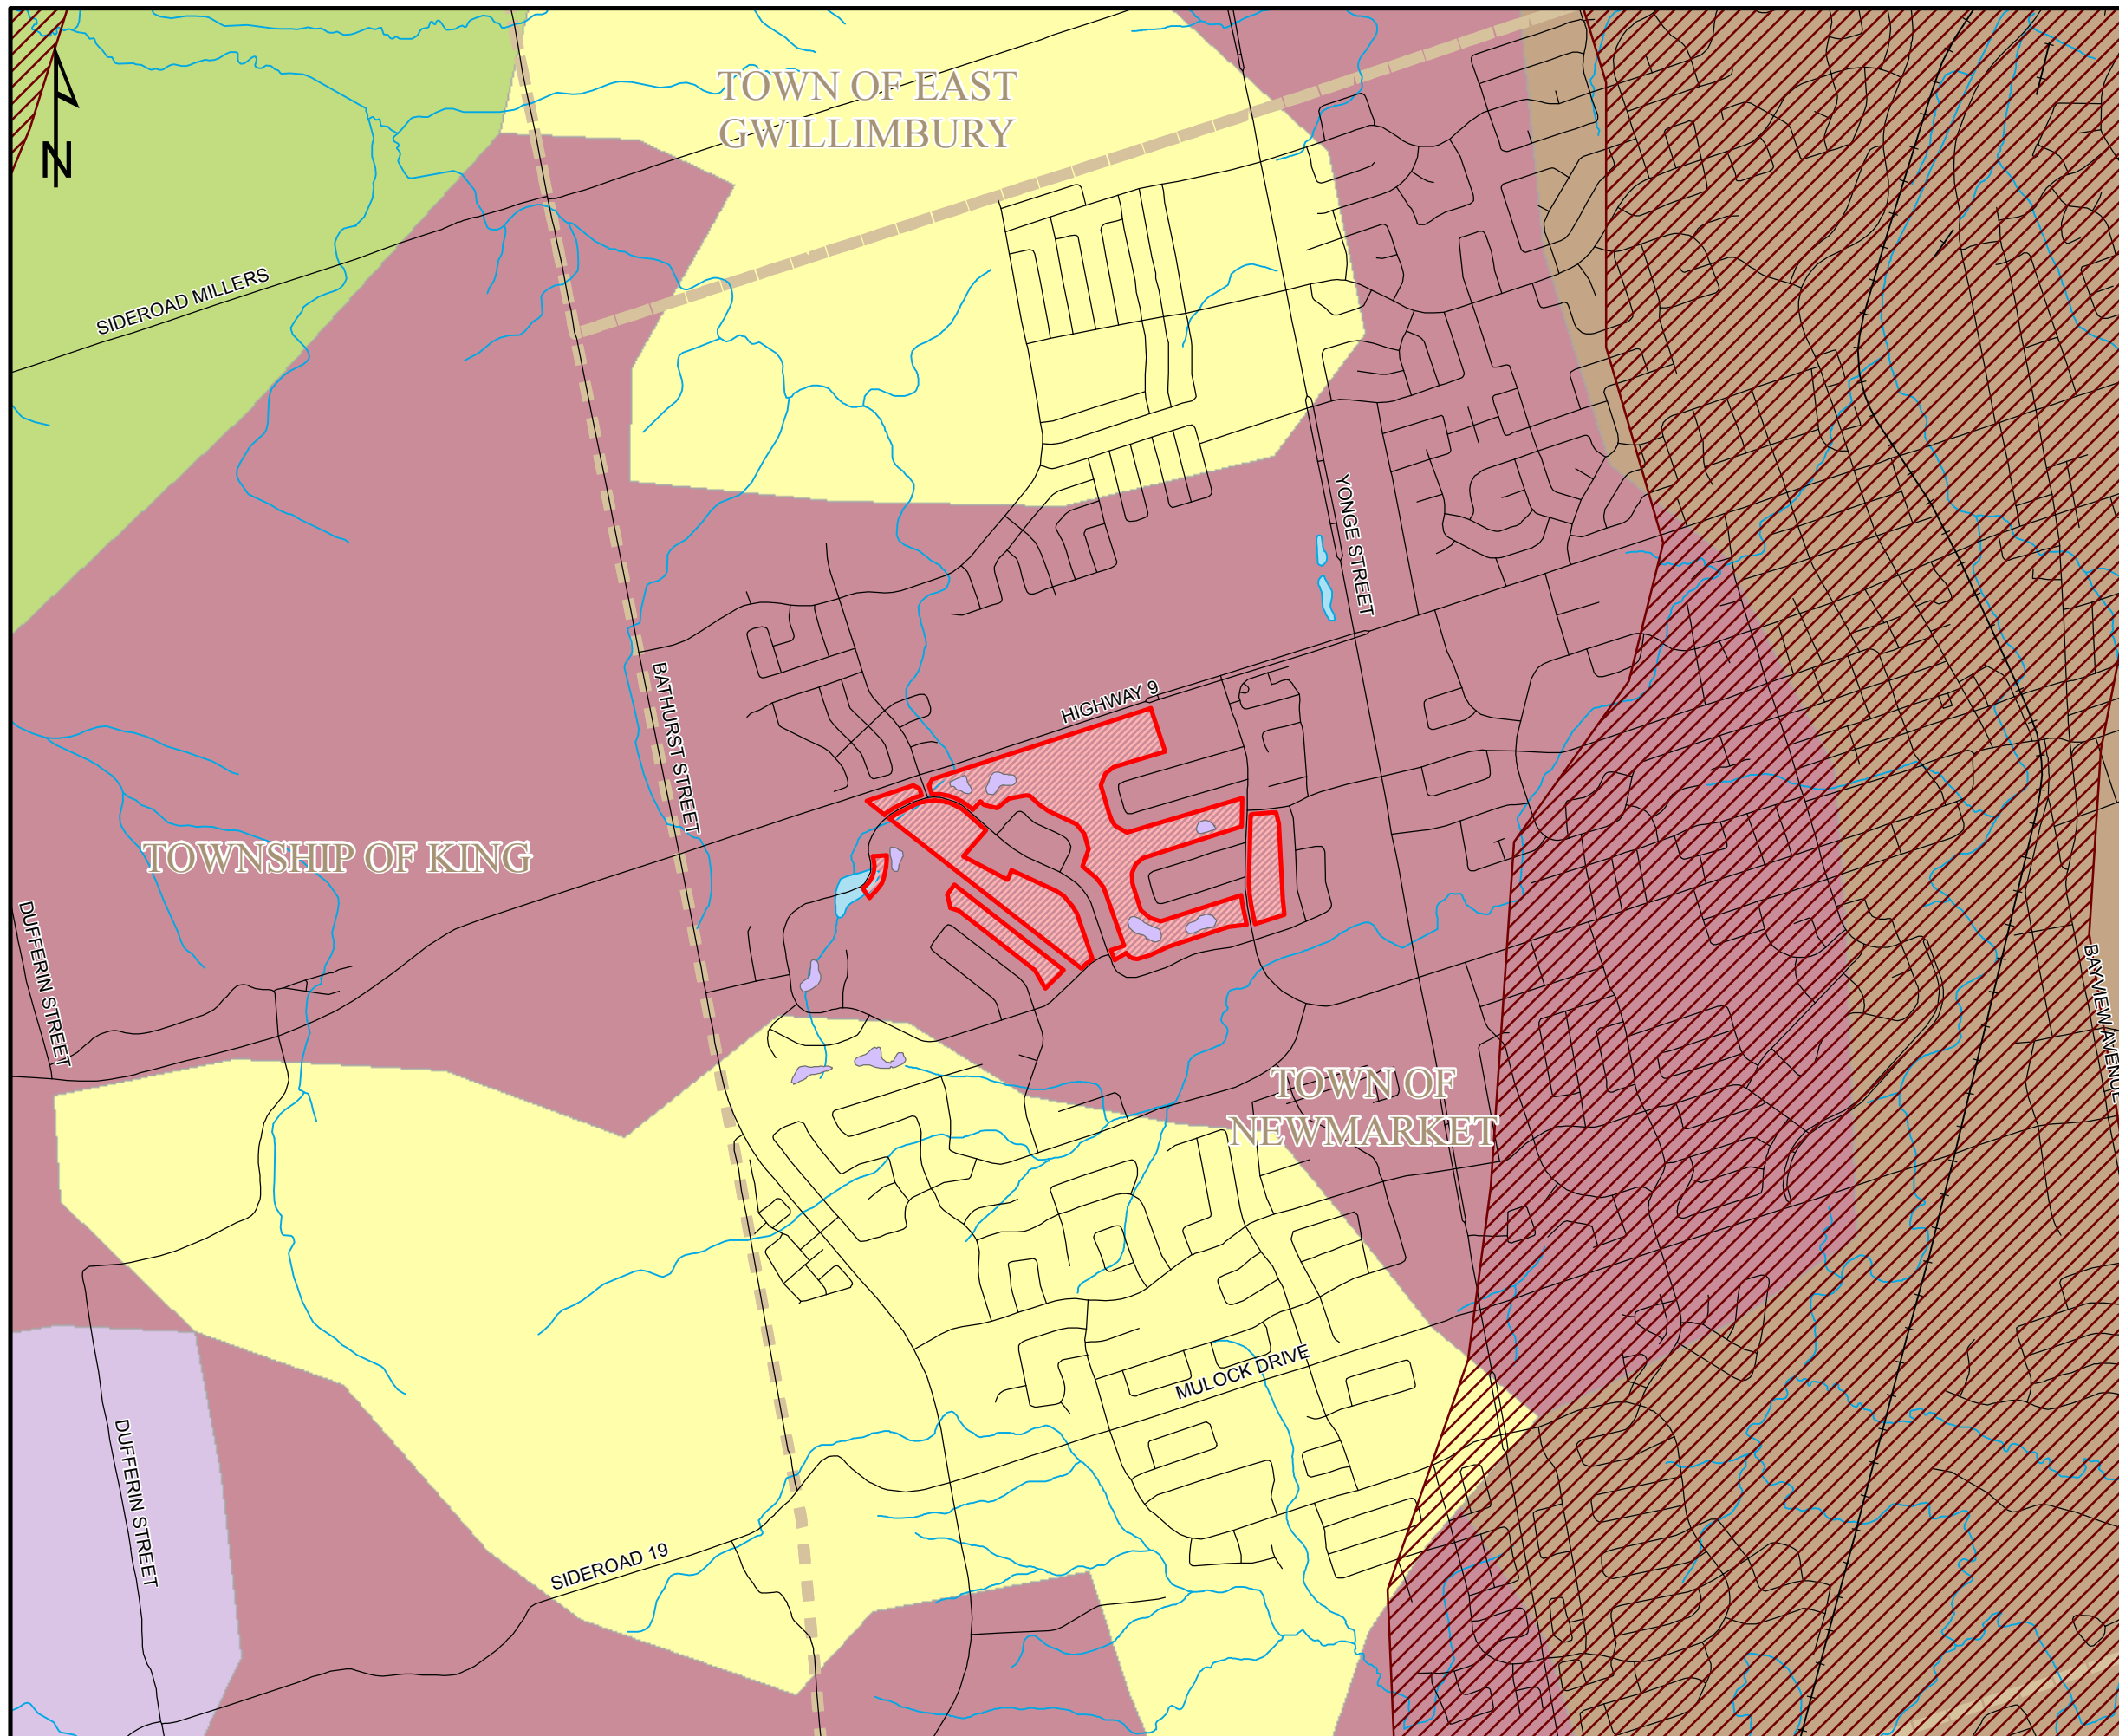 TOWN OF EAST
GWILLIMBURY
N
SIDEROAD MILLERS
YONGE STREET
BATHURST STREET
HIGHWAY 9
TOWNSHIP OF KING
DUFFERIN STREET
BAYVIEW AVENUE
TOWN OF
NEWMARKET
MULOCK DRIVE
DUFFERIN STREET
SIDEROAD 19